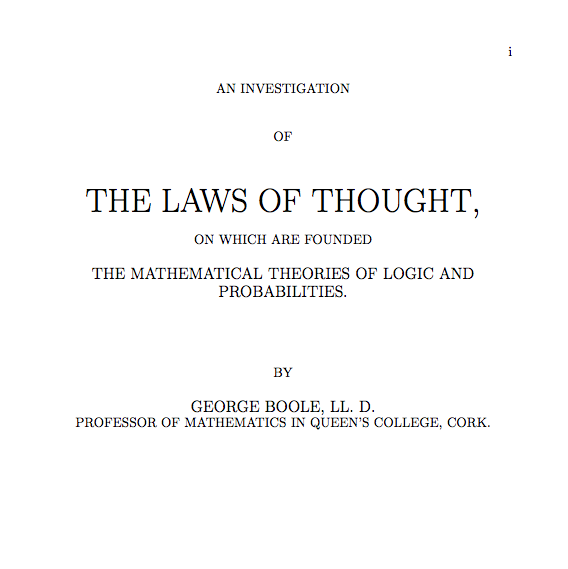 i
AN INVESTIGATION
OF
THE LAWS OF THOUGHT,
ON WHICH ARE FOUNDED
THE MATHEMATICAL THEORIES OF LOGIC AND
PROBABILITIES.
BY
GEORGE BOOLE, LL. D.
PROFESSOR OF MATHEMATICS IN QUEEN'S COLLEGE, CORK.